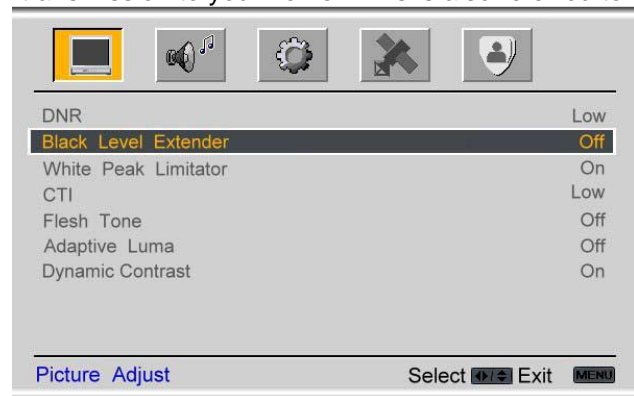 DNR Low
Black Level Extender Off
White Peak Limitator On
CTI Low
Flesh Tone Off
Adaptive Luma Off
Dynamic Contrast On
Picture Adjust Select Exit MENU